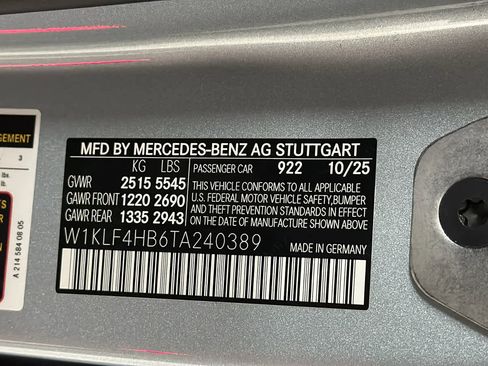 MFD BY MERCEDES-BENZ AG STUTTGART
KG LBS
GVWR 2515 5545
GAWR FRONT 1220 2690
GAWR REAR 1335 2943
PASSENGER CAR 922 10/25
THIS VEHICLE CONFORMS TO ALL APPLICABLE
U.S. FEDERAL MOTOR VEHICLE SAFETY,BUMPER
AND THEFT PREVENTION STANDARDS IN
EFFECT ON THE DATE OF MANUFACTURE
SHOWN ABOVE.
W1KLF4HB6TA240389
MADE IN GERMANY
A 214 584 08 05
3
lbs.
lb.